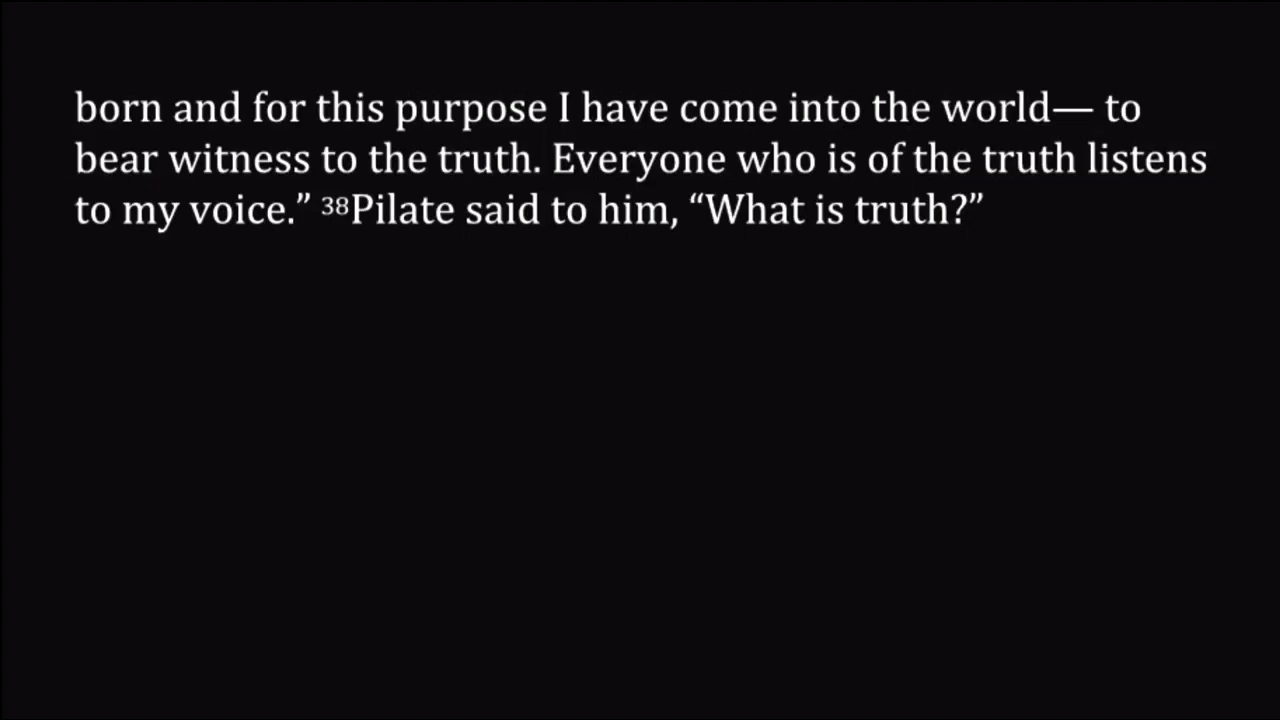 born and for this purpose I have come into the world— to
bear witness to the truth. Everyone who is of the truth listens
to my voice.” ³⁸Pilate said to him, “What is truth?”